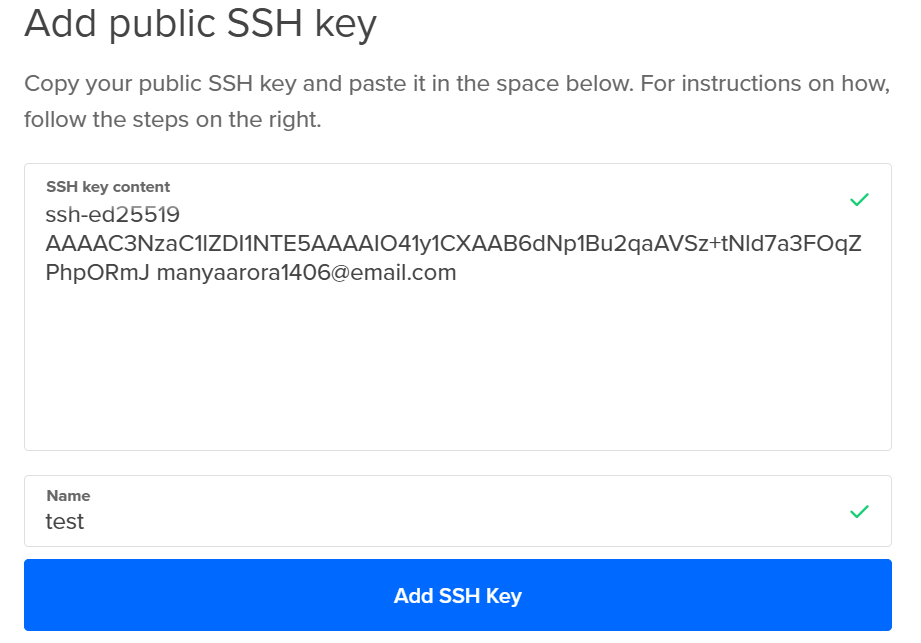 Add public SSH key
Copy your public SSH key and paste it in the space below. For instructions on how,
follow the steps on the right.
SSH key content
ssh-ed25519
AAAAC3NzaC1lZDI1NTE5AAAAIO41y1CXAAB6dNp1Bu2qaAVSz+tNld7a3FOqZ
PhpORmJ manyaarora1406@email.com
Name
test
Add SSH Key